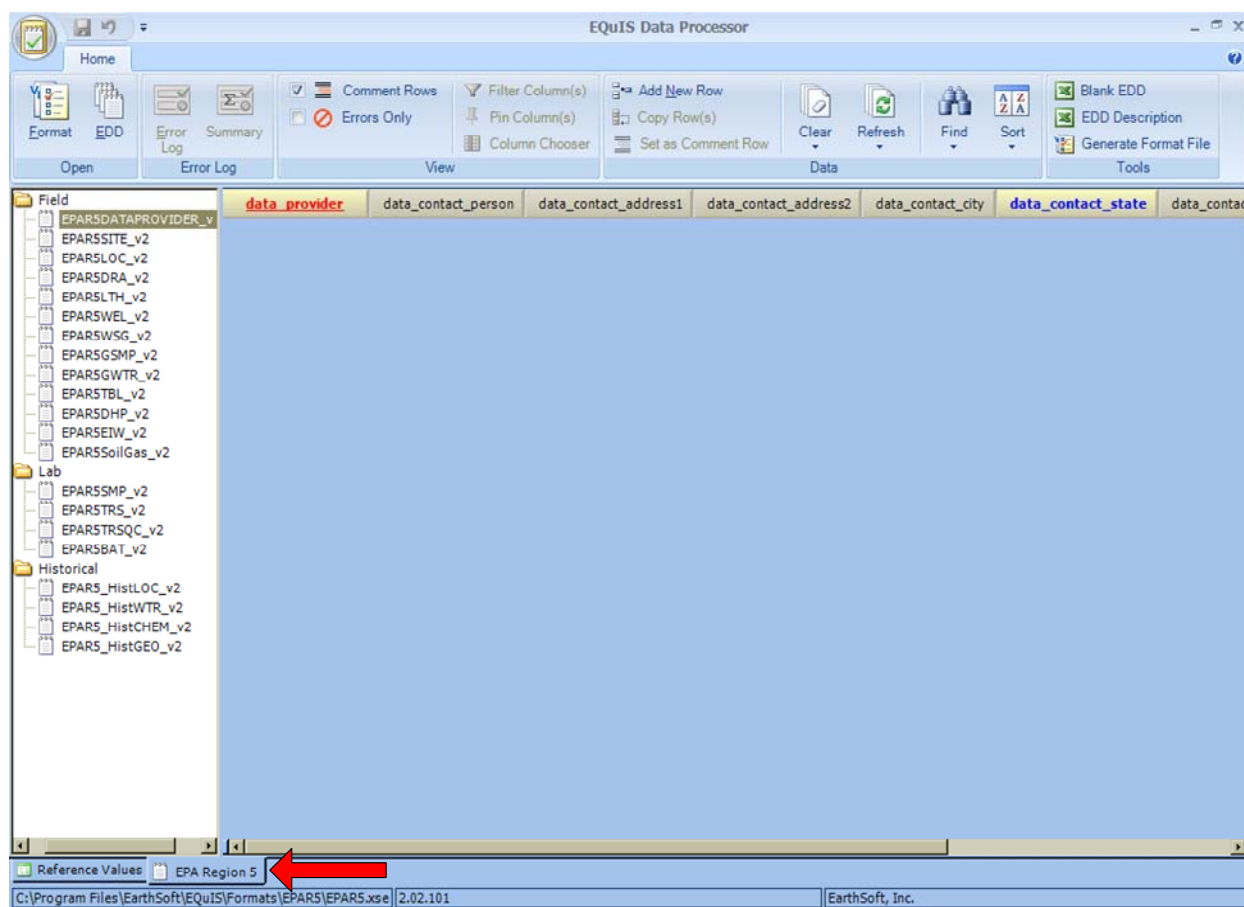 EQuIS Data Processor
Home
Format
EDD
Open
Error Log
Summary
Error Log
Comment Rows
Errors Only
Filter Column(s)
Pin Column(s)
Column Chooser
View
Add New Row
Copy Row(s)
Set as Comment Row
Clear
Refresh
Find
Sort
Data
Blank EDD
EDD Description
Generate Format File
Tools
data_provider data_contact_person data_contact_address1 data_contact_address2 data_contact_city data_contact_state data_contac
Field
EPAR5DATAPROVIDER_v
EPAR5SITE_v2
EPAR5LOC_v2
EPAR5DRA_v2
EPAR5LTH_v2
EPAR5WEL_v2
EPAR5WSG_v2
EPAR5GSMP_v2
EPAR5GWTR_v2
EPAR5TBL_v2
EPAR5DHP_v2
EPAR5EIW_v2
EPAR5SoilGas_v2
Lab
EPAR5SMP_v2
EPAR5TRS_v2
EPAR5TRSQC_v2
EPAR5BAT_v2
Historical
EPAR5_HistLOC_v2
EPAR5_HistWTR_v2
EPAR5_HistCHEM_v2
EPAR5_HistGEO_v2
Reference Values EPA Region 5
C:\Program Files\EarthSoft\EQuIS\Formats\EPAR5\EPAR5.xse 2.02.101 EarthSoft, Inc.